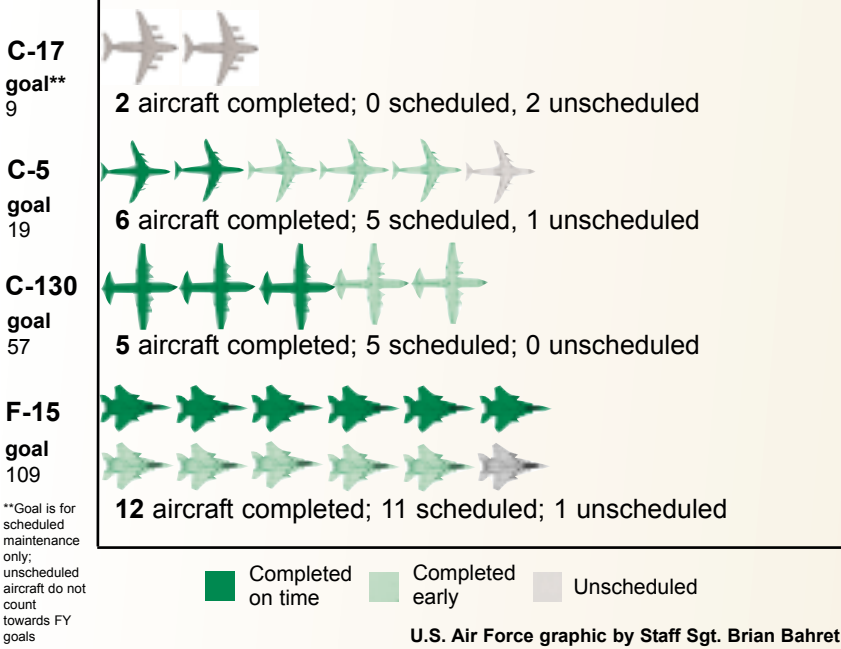 C-17
goal**
9
2 aircraft completed; 0 scheduled, 2 unscheduled
C-5
goal
19
6 aircraft completed; 5 scheduled, 1 unscheduled
C-130
goal
57
5 aircraft completed; 5 scheduled; 0 unscheduled
F-15
goal
109
12 aircraft completed; 11 scheduled; 1 unscheduled
**Goal is for
scheduled
maintenance
only;
unscheduled
aircraft do not
count
towards FY
goals
Completed
on time
Completed
early
Unscheduled
U.S. Air Force graphic by Staff Sgt. Brian Bahret